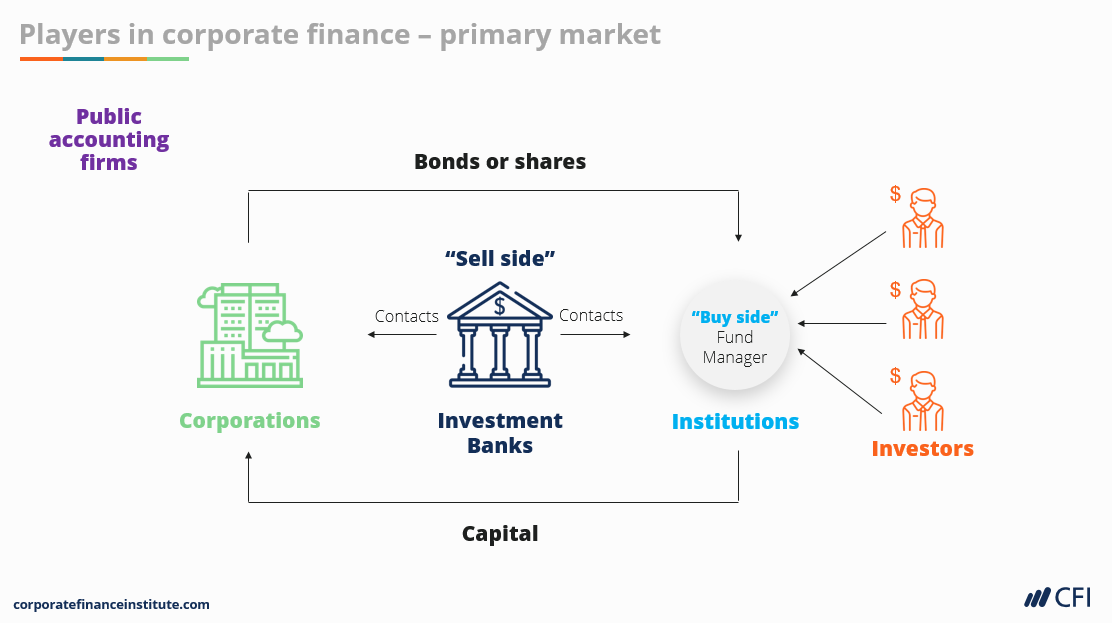 Players in corporate finance – primary market
Public
accounting
firms
Bonds or shares
“Sell side”
$
Contacts
Contacts
“Buy side”
Fund
Manager
$
$
$
Corporations
Investment
Banks
Institutions
Investors
Capital
corporatefinanceinstitute.com
CFI